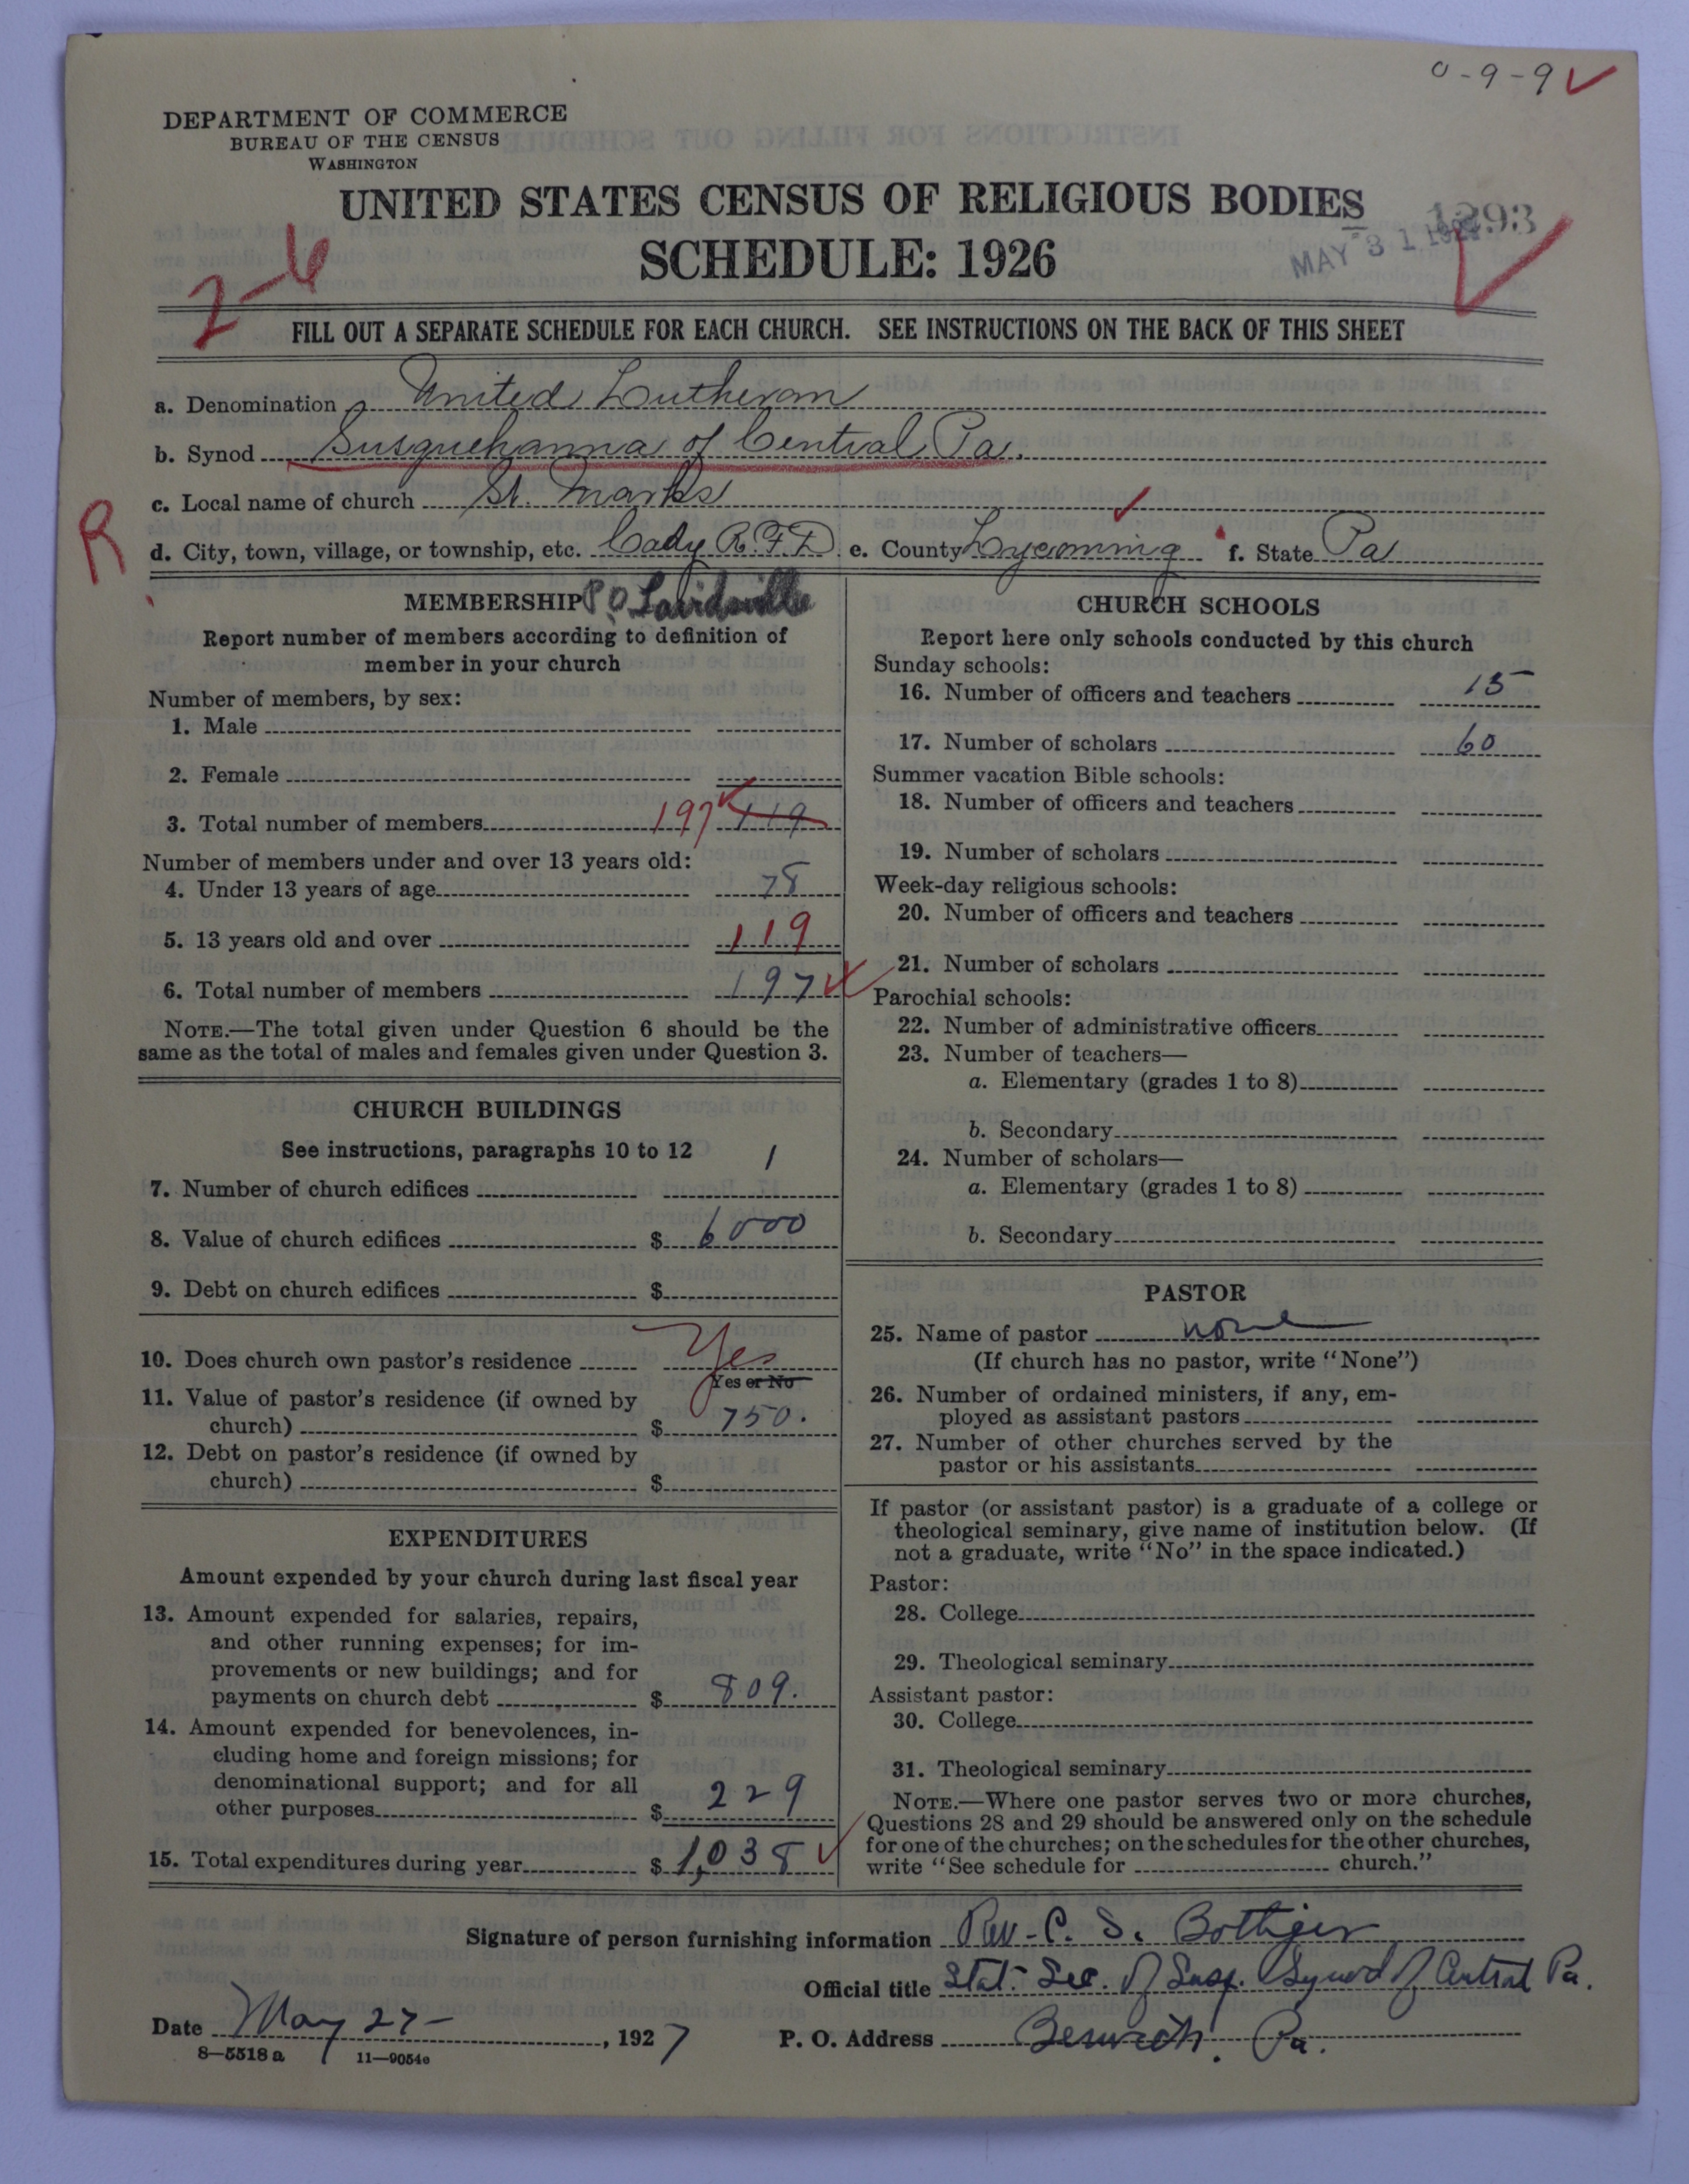 0-9-9 ✓
DEPARTMENT OF COMMERCE
BUREAU OF THE CENSUS
WASHINGTON
UNITED STATES CENSUS OF RELIGIOUS BODIES
SCHEDULE: 1926
1293
MAY 31 1927
2-6
FILL OUT A SEPARATE SCHEDULE FOR EACH CHURCH. SEE INSTRUCTIONS ON THE BACK OF THIS SHEET
a. Denomination United Lutheran
b. Synod Susquehanna of Central Pa.
c. Local name of church St. Marks
R
d. City, town, village, or township, etc. Cady R.F.D. e. County Lycoming f. State Pa
MEMBERSHIP P.O. Lairdsville
Report number of members according to definition of
member in your church
Number of members, by sex:
1. Male
2. Female
3. Total number of members 197 119
Number of members under and over 13 years old:
4. Under 13 years of age 78
5. 13 years old and over 119
6. Total number of members 197
NOTE.—The total given under Question 6 should be the
same as the total of males and females given under Question 3.
CHURCH BUILDINGS
See instructions, paragraphs 10 to 12
7. Number of church edifices 1
8. Value of church edifices $ 6000
9. Debt on church edifices $
10. Does church own pastor's residence Yes
Yes or No
11. Value of pastor's residence (if owned by
church) $ 750.
12. Debt on pastor's residence (if owned by
church) $
EXPENDITURES
Amount expended by your church during last fiscal year
13. Amount expended for salaries, repairs,
and other running expenses; for im-
provements or new buildings; and for
payments on church debt $ 809.
14. Amount expended for benevolences, in-
cluding home and foreign missions; for
denominational support; and for all
other purposes $ 229
15. Total expenditures during year $ 1,038
CHURCH SCHOOLS
Report here only schools conducted by this church
Sunday schools:
16. Number of officers and teachers 15
17. Number of scholars 60
Summer vacation Bible schools:
18. Number of officers and teachers
19. Number of scholars
Week-day religious schools:
20. Number of officers and teachers
21. Number of scholars
Parochial schools:
22. Number of administrative officers
23. Number of teachers—
a. Elementary (grades 1 to 8)
b. Secondary
24. Number of scholars—
a. Elementary (grades 1 to 8)
b. Secondary
PASTOR
25. Name of pastor none
(If church has no pastor, write "None")
26. Number of ordained ministers, if any, em-
ployed as assistant pastors
27. Number of other churches served by the
pastor or his assistants
If pastor (or assistant pastor) is a graduate of a college or
theological seminary, give name of institution below. (If
not a graduate, write "No" in the space indicated.)
Pastor:
28. College
29. Theological seminary
Assistant pastor:
30. College
31. Theological seminary
NOTE.—Where one pastor serves two or more churches,
Questions 28 and 29 should be answered only on the schedule
for one of the churches; on the schedules for the other churches,
write "See schedule for church."
Signature of person furnishing information Rev. C. S. Bottiger
Official title Stat. Sec. of Susq. Synod of Central Pa.
Date May 27- , 1927 P. O. Address Berwick, Pa.
8—5518 a 11—9054e